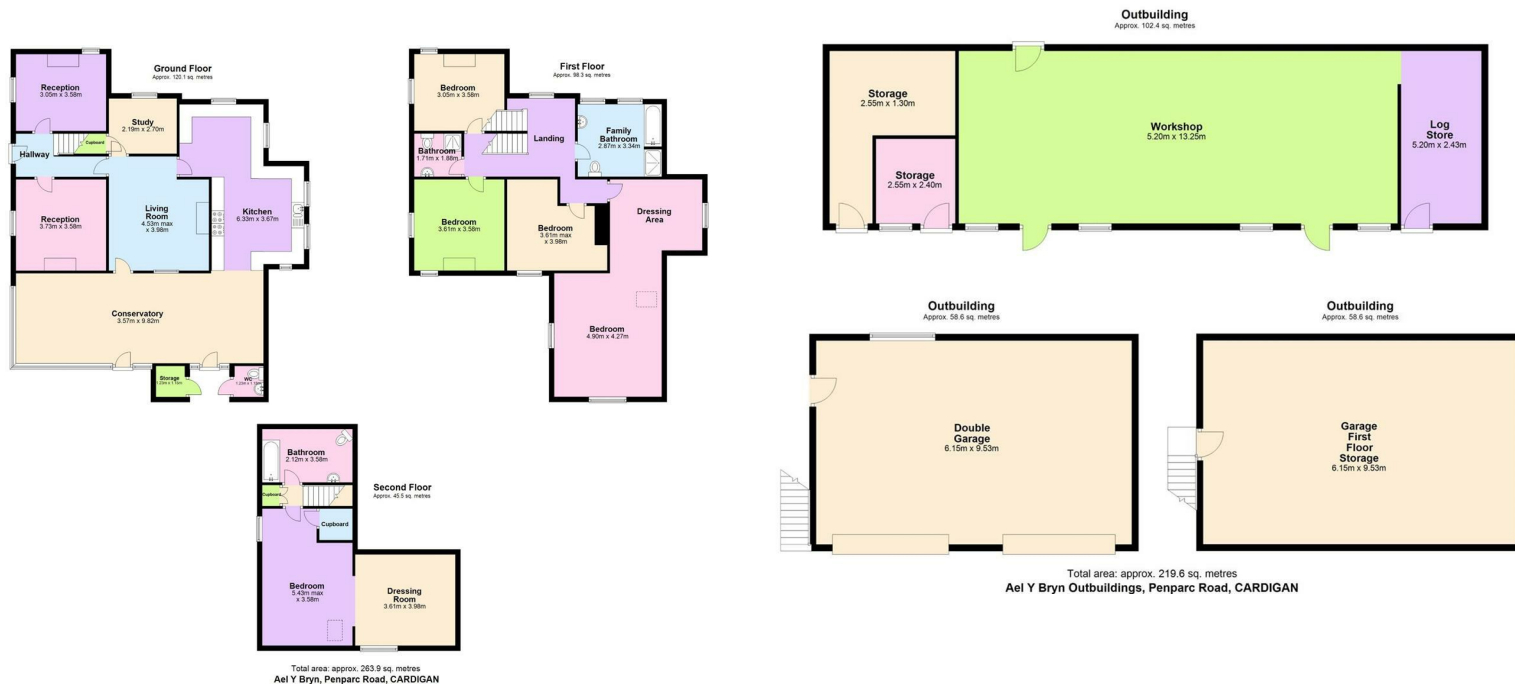 Ground Floor
Approx. 120.1 sq. metres
Reception
3.05m x 3.58m
Study
2.19m x 2.70m
Cupboard
Hallway
Reception
3.73m x 3.58m
Living
Room
4.53m max
x 3.98m
Kitchen
6.33m x 3.67m
Conservatory
3.57m x 9.82m
Storage
WC
First Floor
Approx. 98.3 sq. metres
Bedroom
3.05m x 3.58m
Landing
Family
Bathroom
2.87m x 3.34m
Bathroom
1.71m x 1.88m
Bedroom
3.61m x 3.58m
Bedroom
3.61m max
x 3.98m
Dressing
Area
Bedroom
4.90m x 4.27m
Second Floor
Approx. 45.5 sq. metres
Bathroom
2.12m x 3.58m
Cupboard
Cupboard
Bedroom
5.43m max
x 3.58m
Dressing
Room
3.61m x 3.98m
Total area: approx. 263.9 sq. metres
Ael Y Bryn, Penparc Road, CARDIGAN
Outbuilding
Approx. 102.4 sq. metres
Storage
2.55m x 1.30m
Storage
2.55m x 2.40m
Workshop
5.20m x 13.25m
Log
Store
5.20m x 2.43m
Outbuilding
Approx. 58.6 sq. metres
Double
Garage
6.15m x 9.53m
Outbuilding
Approx. 58.6 sq. metres
Garage
First
Floor
Storage
6.15m x 9.53m
Total area: approx. 219.6 sq. metres
Ael Y Bryn Outbuildings, Penparc Road, CARDIGAN